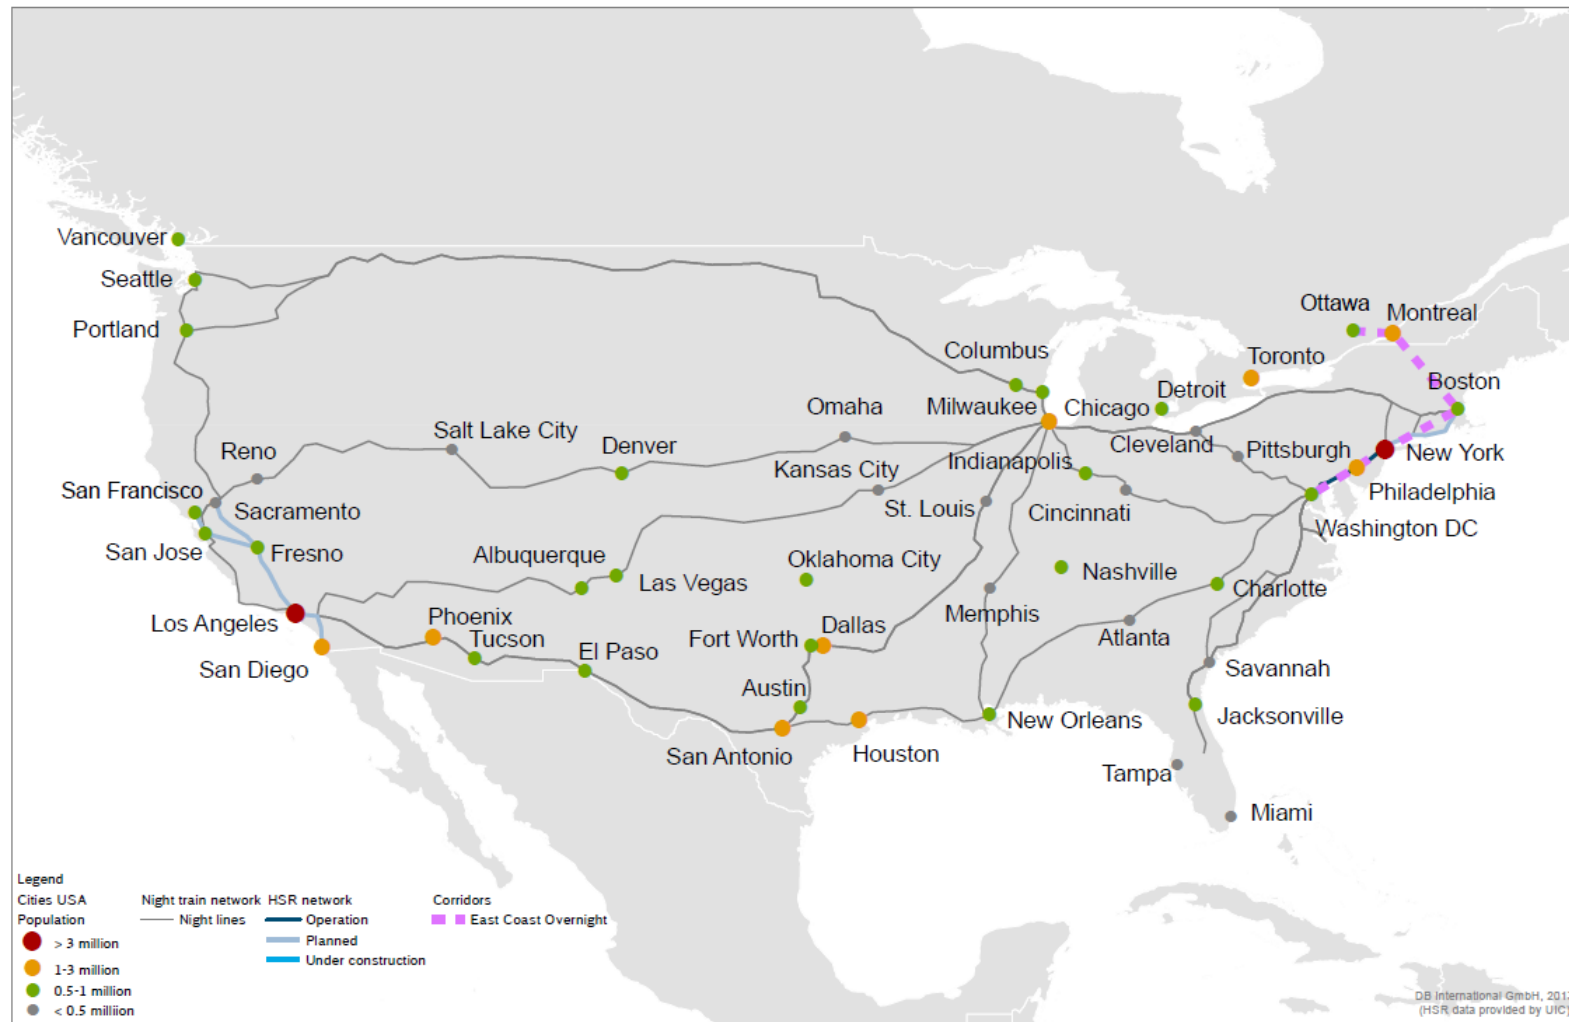 Vancouver
Seattle
Portland
Ottawa
Montreal
Toronto
Columbus
Boston
Detroit
Omaha
Milwaukee
Chicago
Salt Lake City
Denver
Cleveland
Reno
Kansas City
Indianapolis
Pittsburgh
New York
San Francisco
St. Louis
Philadelphia
Sacramento
Cincinnati
Washington DC
San Jose
Fresno
Albuquerque
Oklahoma City
Las Vegas
Nashville
Charlotte
Phoenix
Memphis
Los Angeles
Tucson
Fort Worth
Dallas
Atlanta
El Paso
San Diego
Savannah
Austin
New Orleans
Jacksonville
San Antonio
Houston
Tampa
Miami
Legend
Cities USA
Population
> 3 million
1-3 million
0.5-1 million
< 0.5 milliion
Night train network
Night lines
HSR network
Operation
Planned
Under construction
Corridors
East Coast Overnight
DB International GmbH, 2013
(HSR data provided by UIC)